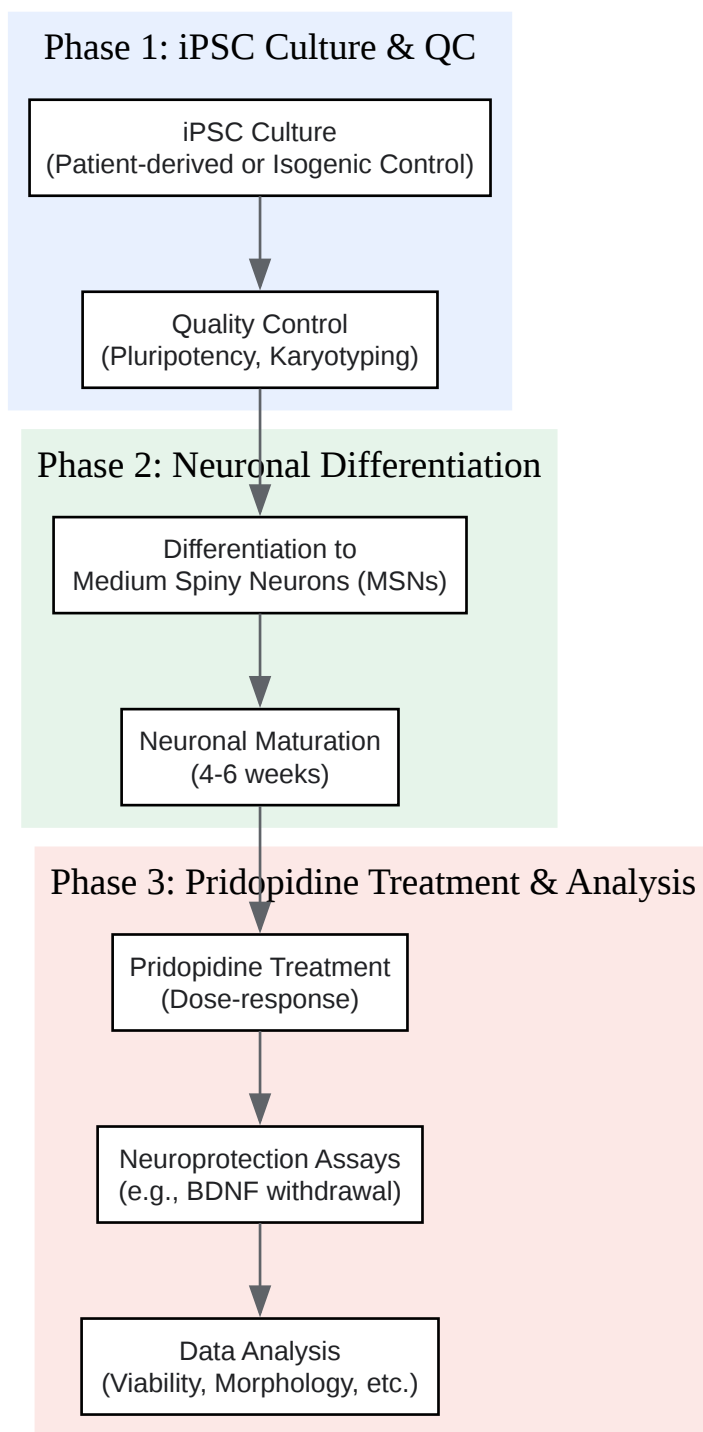 Phase 1: iPSC Culture & QC
iPSC Culture
(Patient-derived or Isogenic Control)
Quality Control
(Pluripotency, Karyotyping)
Phase 2: Neuronal Differentiation
Differentiation to
Medium Spiny Neurons (MSNs)
Neuronal Maturation
(4-6 weeks)
Phase 3: Pridopidine Treatment & Analysis
Pridopidine Treatment
(Dose-response)
Neuroprotection Assays
(e.g., BDNF withdrawal)
Data Analysis
(Viability, Morphology, etc.)